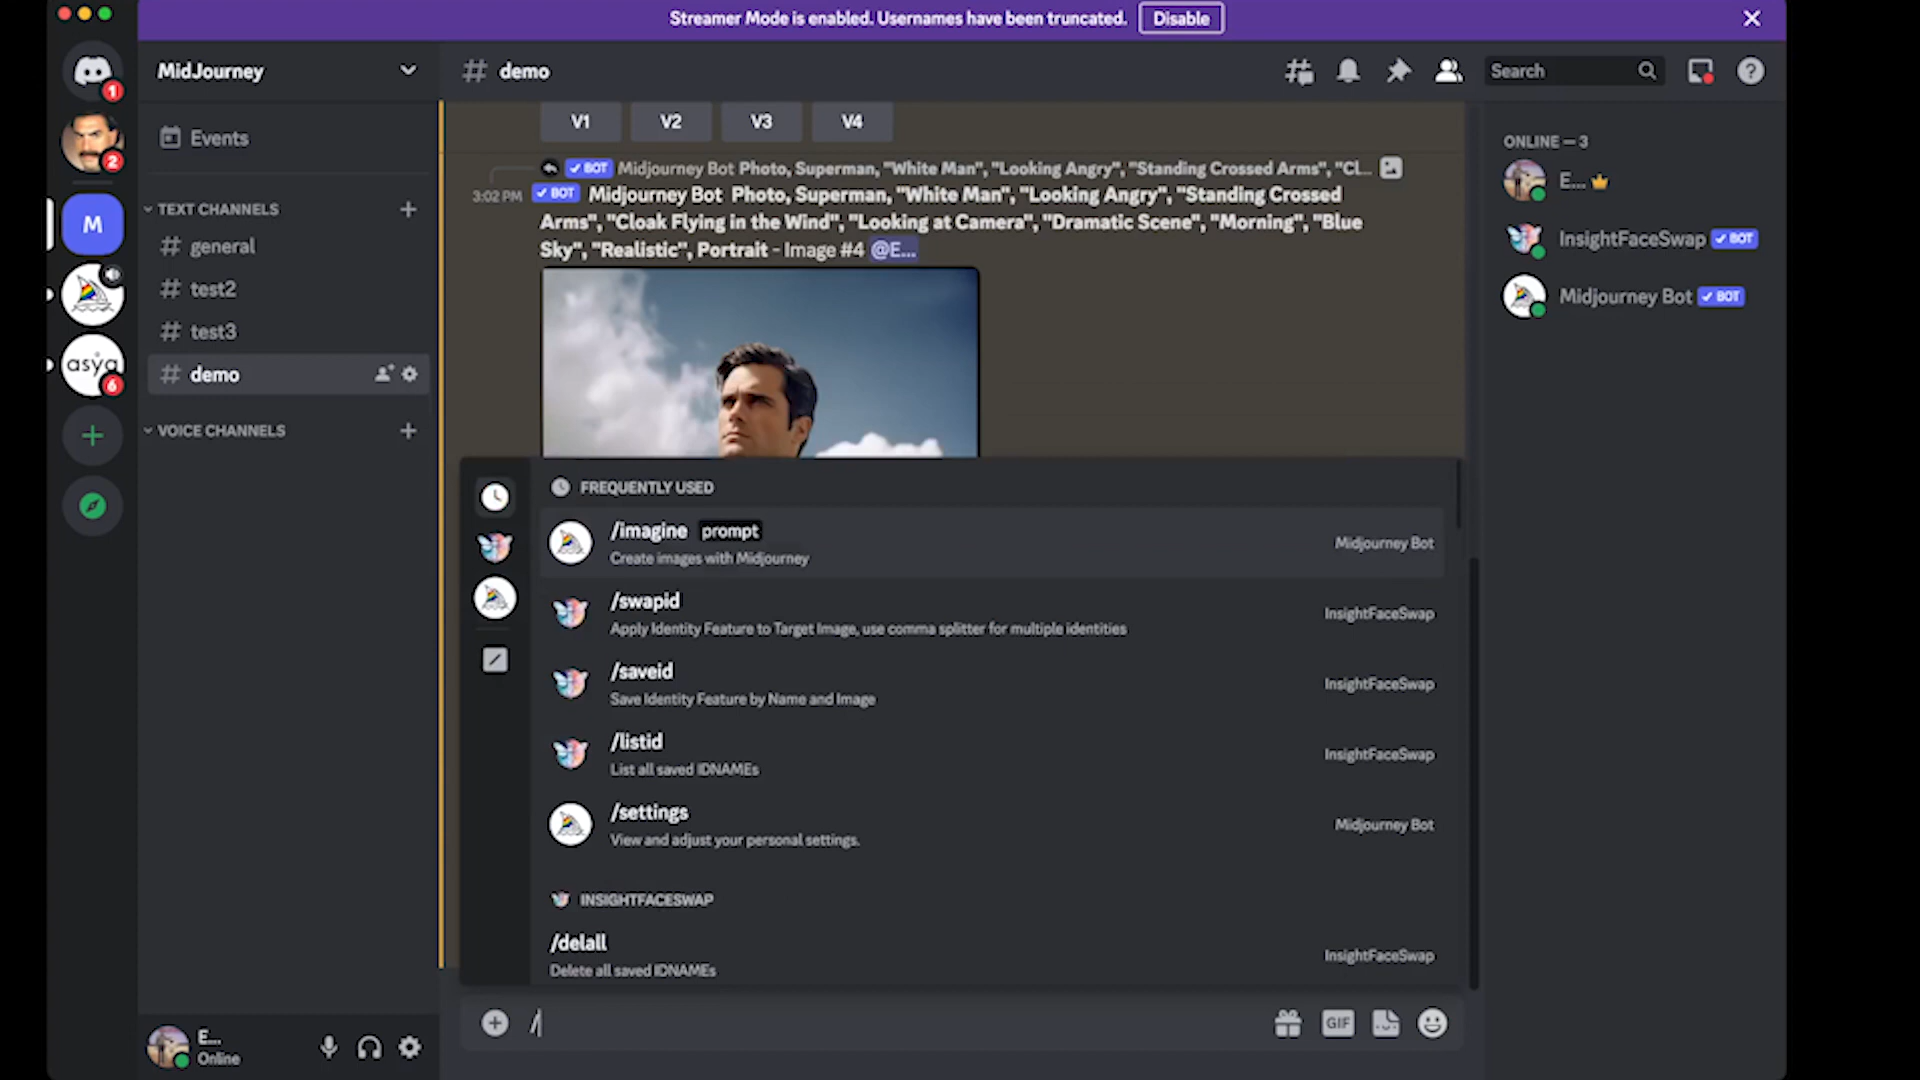 Streamer Mode is enabled. Usernames have been truncated.
Disable
MidJourney
demo
Search
Events
TEXT CHANNELS
general
test2
test3
demo
VOICE CHANNELS
1
2
M
asya
6
V1
V2
V3
V4
BOT Midjourney Bot Photo, Superman, "White Man", "Looking Angry", "Standing Crossed Arms", "Cl...
3:02 PM
BOT Midjourney Bot Photo, Superman, "White Man", "Looking Angry", "Standing Crossed
Arms", "Cloak Flying in the Wind", "Looking at Camera", "Dramatic Scene", "Morning", "Blue
Sky", "Realistic", Portrait - Image #4 @E...
FREQUENTLY USED
/imagine prompt
Create images with Midjourney
Midjourney Bot
/swapid
Apply Identity Feature to Target Image, use comma splitter for multiple identities
InsightFaceSwap
/saveid
Save Identity Feature by Name and Image
InsightFaceSwap
/listid
List all saved IDNAMEs
InsightFaceSwap
/settings
View and adjust your personal settings.
Midjourney Bot
INSIGHTFACESWAP
/delall
Delete all saved IDNAMEs
InsightFaceSwap
/
GIF
E...
Online
ONLINE — 3
E...
InsightFaceSwap BOT
Midjourney Bot BOT